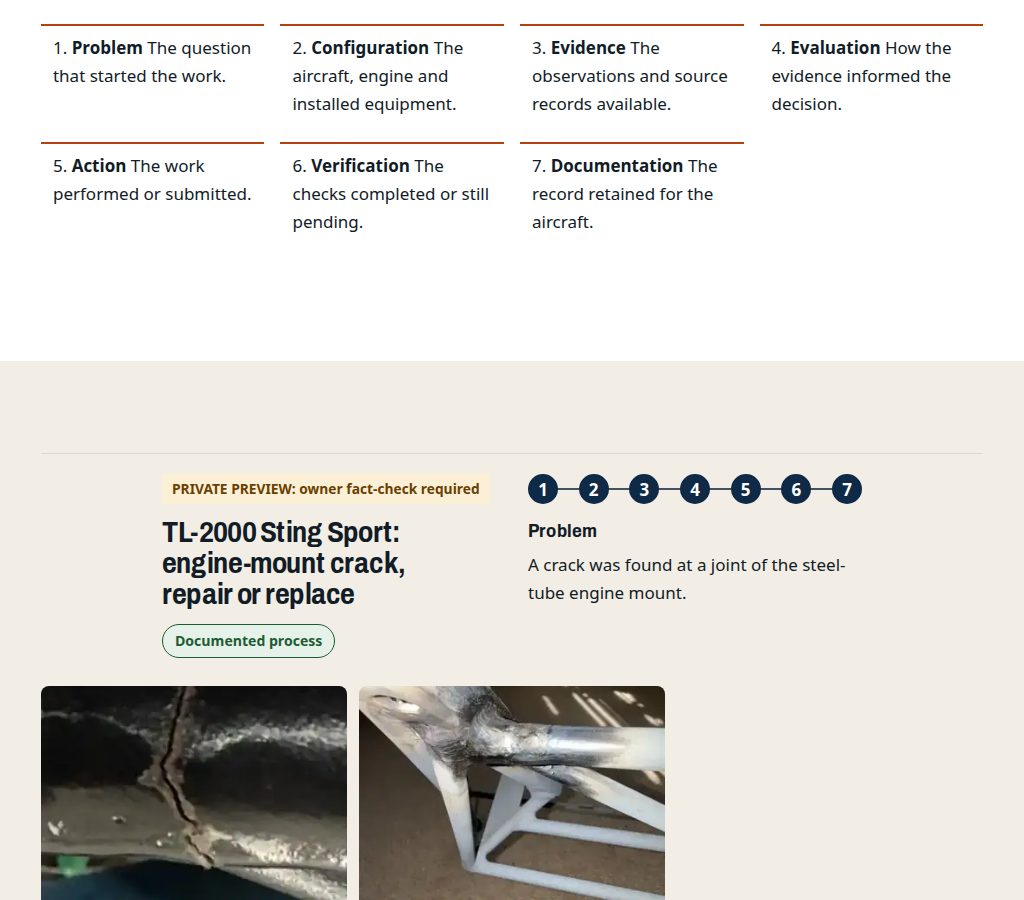 1. Problem The question
that started the work.
2. Configuration The
aircraft, engine and
installed equipment.
3. Evidence The
observations and source
records available.
4. Evaluation How the
evidence informed the
decision.
5. Action The work
performed or submitted.
6. Verification The
checks completed or still
pending.
7. Documentation The
record retained for the
aircraft.
PRIVATE PREVIEW: owner fact-check required
TL-2000 Sting Sport:
engine-mount crack,
repair or replace
Documented process
1 2 3 4 5 6 7
Problem
A crack was found at a joint of the steel-
tube engine mount.